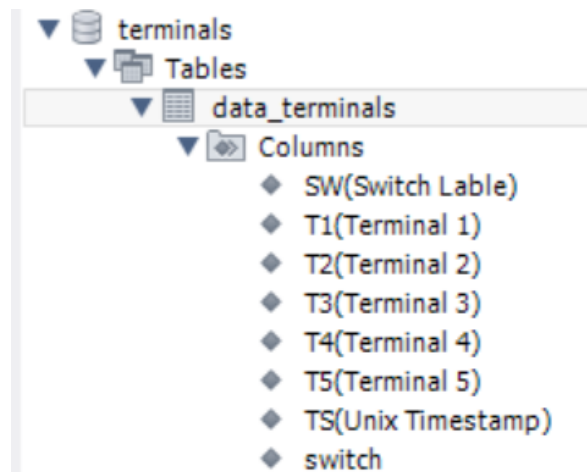 terminals
Tables
data_terminals
Columns
SW(Switch Lable)
T1(Terminal 1)
T2(Terminal 2)
T3(Terminal 3)
T4(Terminal 4)
T5(Terminal 5)
TS(Unix Timestamp)
switch